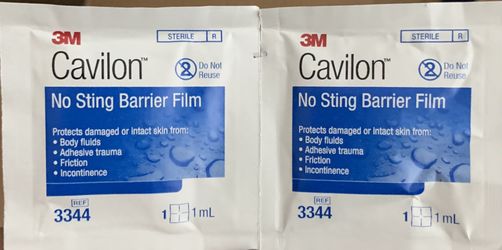 3M
STERILE R
Cavilon™
2 Do Not
Reuse
No Sting Barrier Film
Protects damaged or intact skin from:
• Body fluids
• Adhesive trauma
• Friction
• Incontinence
REF
3344
1 1 mL
3M
STERILE R
Cavilon™
2 Do Not
Reuse
No Sting Barrier Film
Protects damaged or intact skin from:
• Body fluids
• Adhesive trauma
• Friction
• Incontinence
REF
3344
1 1 mL